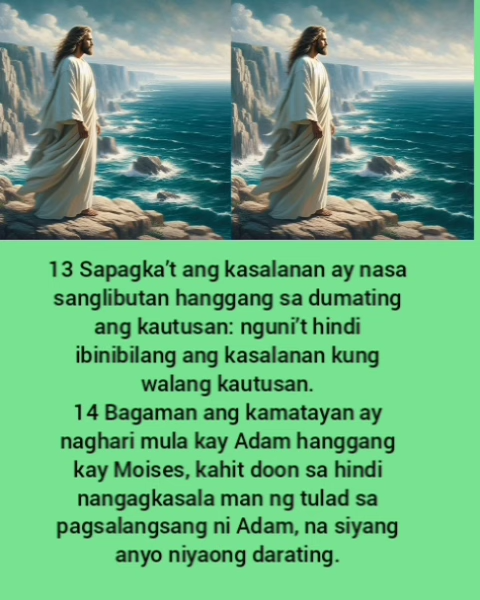 13 Sapagka't ang kasalanan ay nasa
sanglibutan hanggang sa dumating
ang kautusan: nguni't hindi
ibinibilang ang kasalanan kung
walang kautusan.
14 Bagaman ang kamatayan ay
naghari mula kay Adam hanggang
kay Moises, kahit doon sa hindi
nangagkasala man ng tulad sa
pagsalangsang ni Adam, na siyang
anyo niyaong darating.